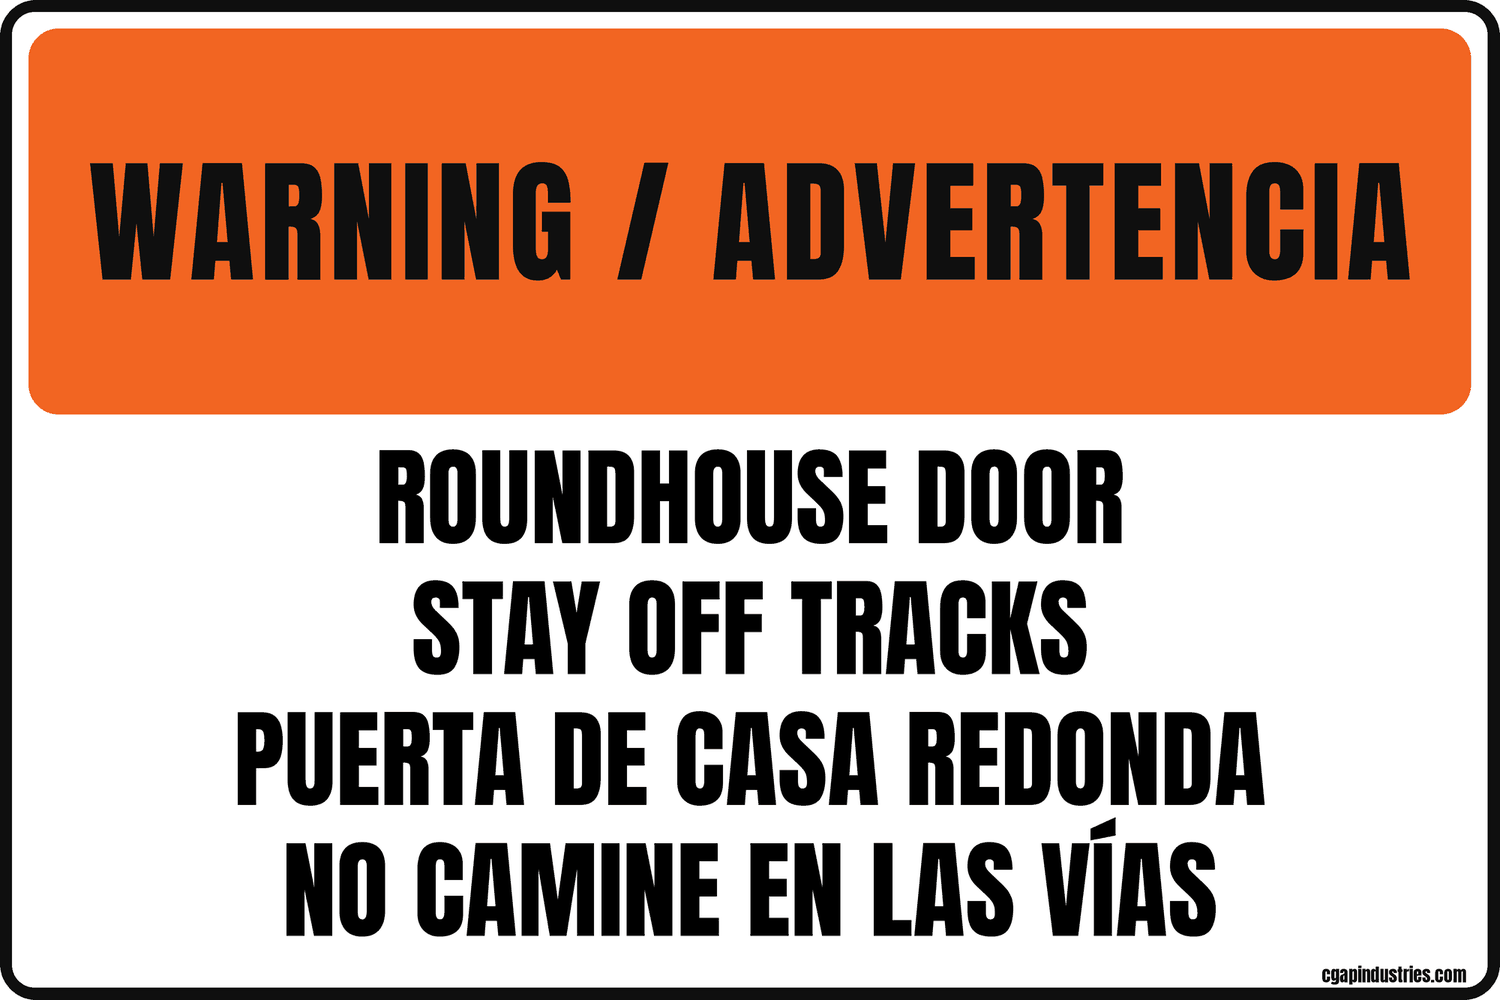 WARNING / ADVERTENCIA
ROUNDHOUSE DOOR
STAY OFF TRACKS
PUERTA DE CASA REDONDA
NO CAMINE EN LAS VÍAS
cgapindustries.com